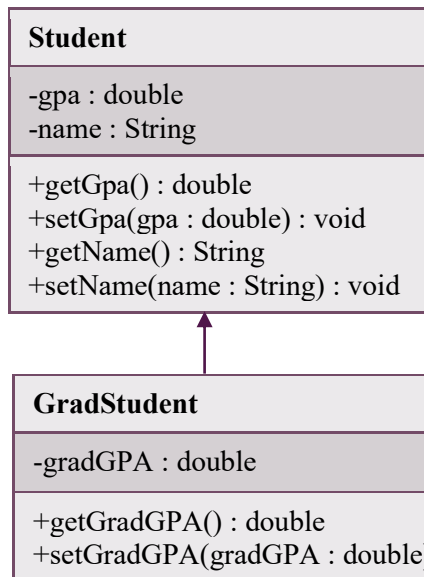 Student
-gpa : double
-name : String
+getGpa() : double
+setGpa(gpa : double) : void
+getName() : String
+setName(name : String) : void
GradStudent
-gradGPA : double
+getGradGPA() : double
+setGradGPA(gradGPA : double)